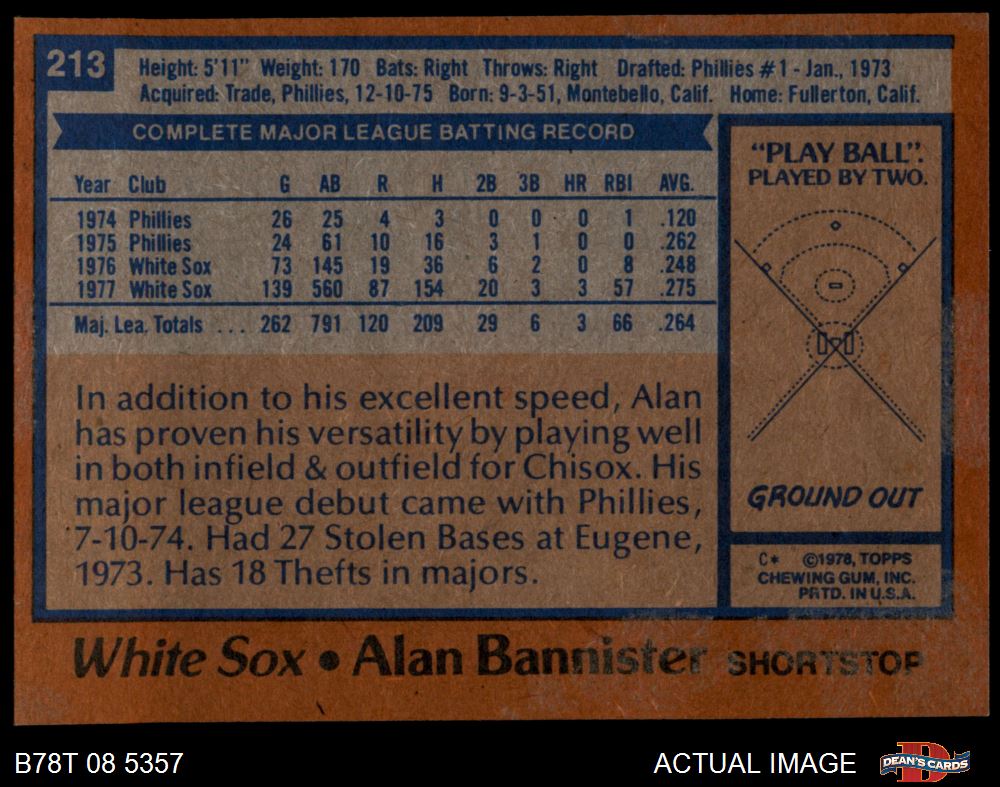 213
Height: 5'11" Weight: 170 Bats: Right Throws: Right Drafted: Phillies #1 - Jan., 1973
Acquired: Trade, Phillies, 12-10-75 Born: 9-3-51, Montebello, Calif. Home: Fullerton, Calif.
COMPLETE MAJOR LEAGUE BATTING RECORD
Year Club G AB R H 2B 3B HR RBI AVG.
1974 Phillies 26 25 4 3 0 0 0 1 .120
1975 Phillies 24 61 10 16 3 1 0 0 .262
1976 White Sox 73 145 19 36 6 2 0 8 .248
1977 White Sox 139 560 87 154 20 3 3 57 .275
Maj. Lea. Totals ... 262 791 120 209 29 6 3 66 .264
In addition to his excellent speed, Alan
has proven his versatility by playing well
in both infield & outfield for Chisox. His
major league debut came with Phillies,
7-10-74. Had 27 Stolen Bases at Eugene,
1973. Has 18 Thefts in majors.
"PLAY BALL".
PLAYED BY TWO.
GROUND OUT
C* ©1978, TOPPS
CHEWING GUM, INC.
PRTD. IN U.S.A.
White Sox • Alan Bannister SHORTSTOP
B78T 08 5357
ACTUAL IMAGE
D
DEAN'S CARDS